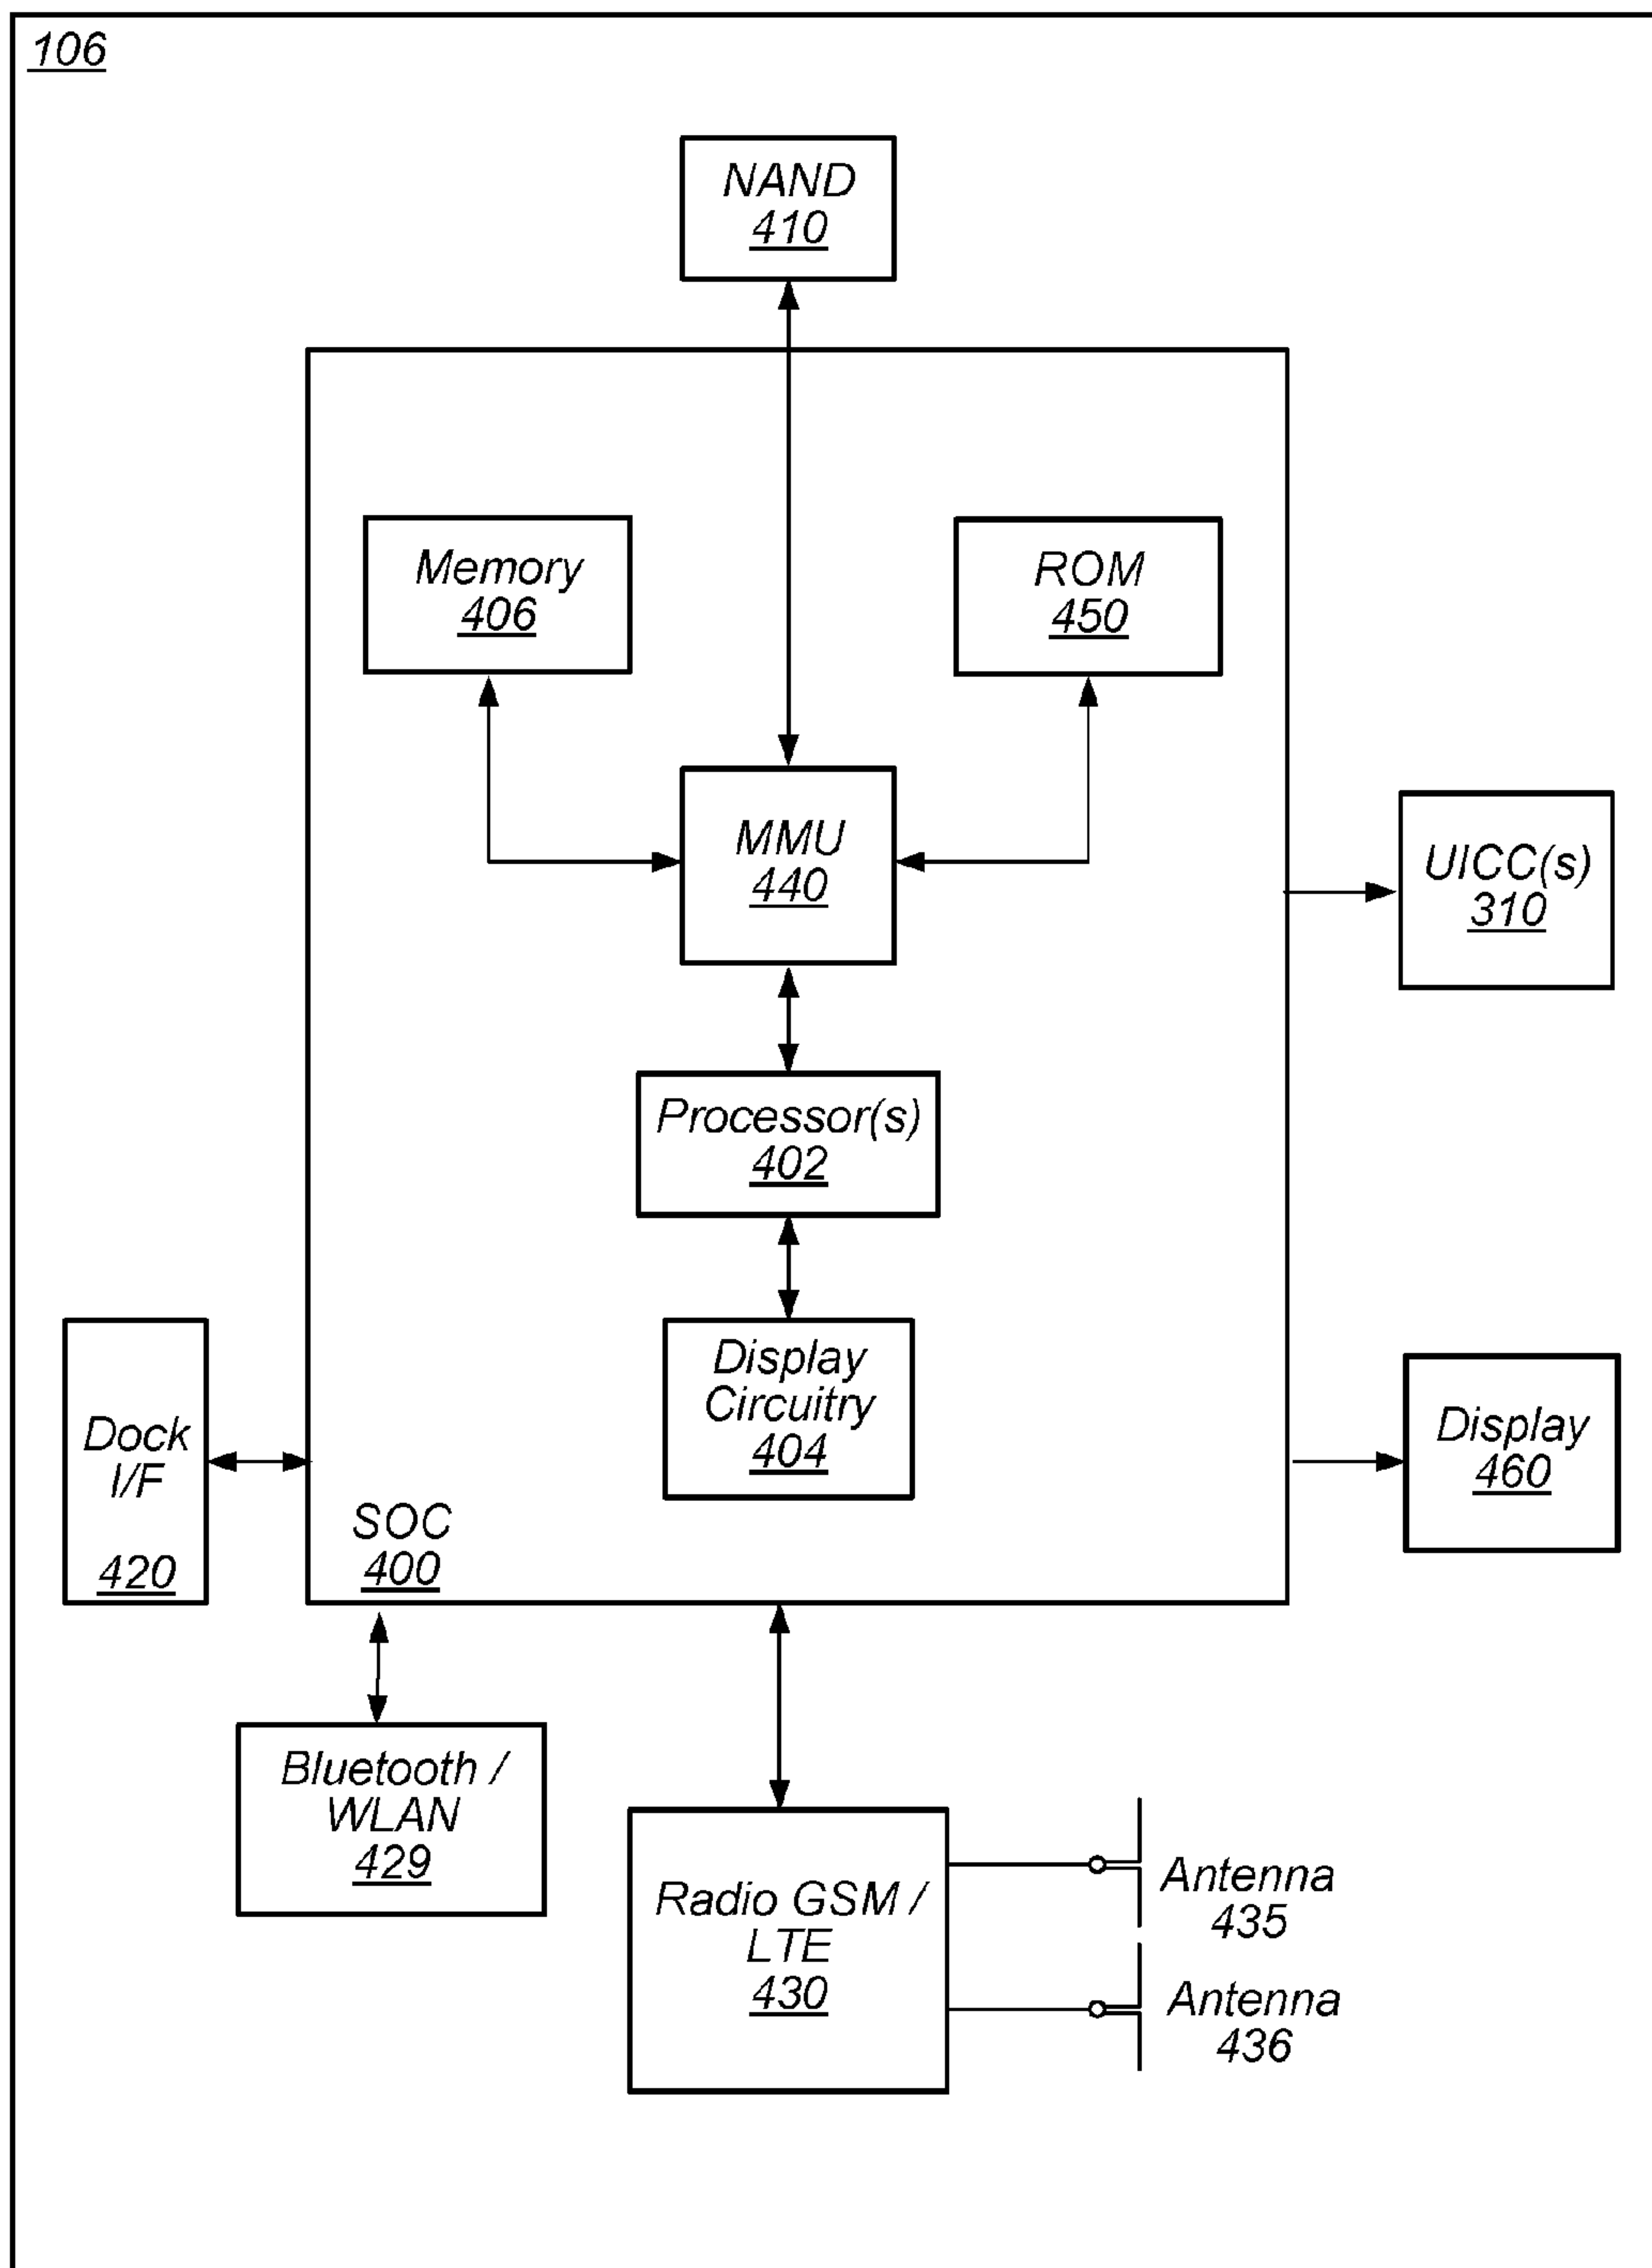 106
NAND
410
Memory
406
ROM
450
MMU
440
UICC(s)
310
Processor(s)
402
Display
Circuitry
404
Dock
I/F
420
Display
460
SOC
400
Bluetooth /
WLAN
429
Radio GSM /
LTE
430
Antenna
435
Antenna
436